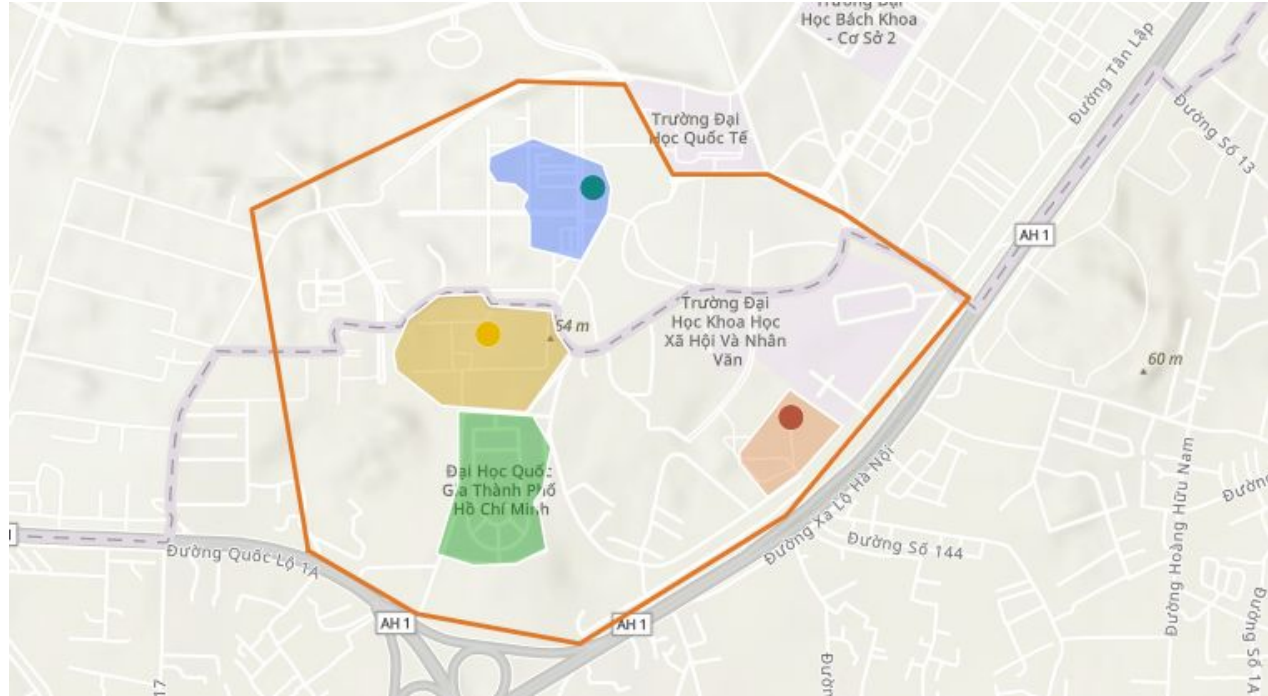 Học Bách Khoa
- Cơ Sở 2
Đường Tân Lập
Đường Số 13
Trường Đại
Học Quốc Tế
AH 1
Trường Đại
Học Khoa Học
Xã Hội Và Nhân
Văn
54 m
60 m
Đại Học Quốc
Gia Thành Phố
Hồ Chí Minh
Đường Xa Lộ Hà Nội
Đường Hoàng Hữu Nam
Đường
Đường Quốc Lộ 1A
Đường Số 144
AH 1
AH 1
Đường Số 1A
Đườn
17